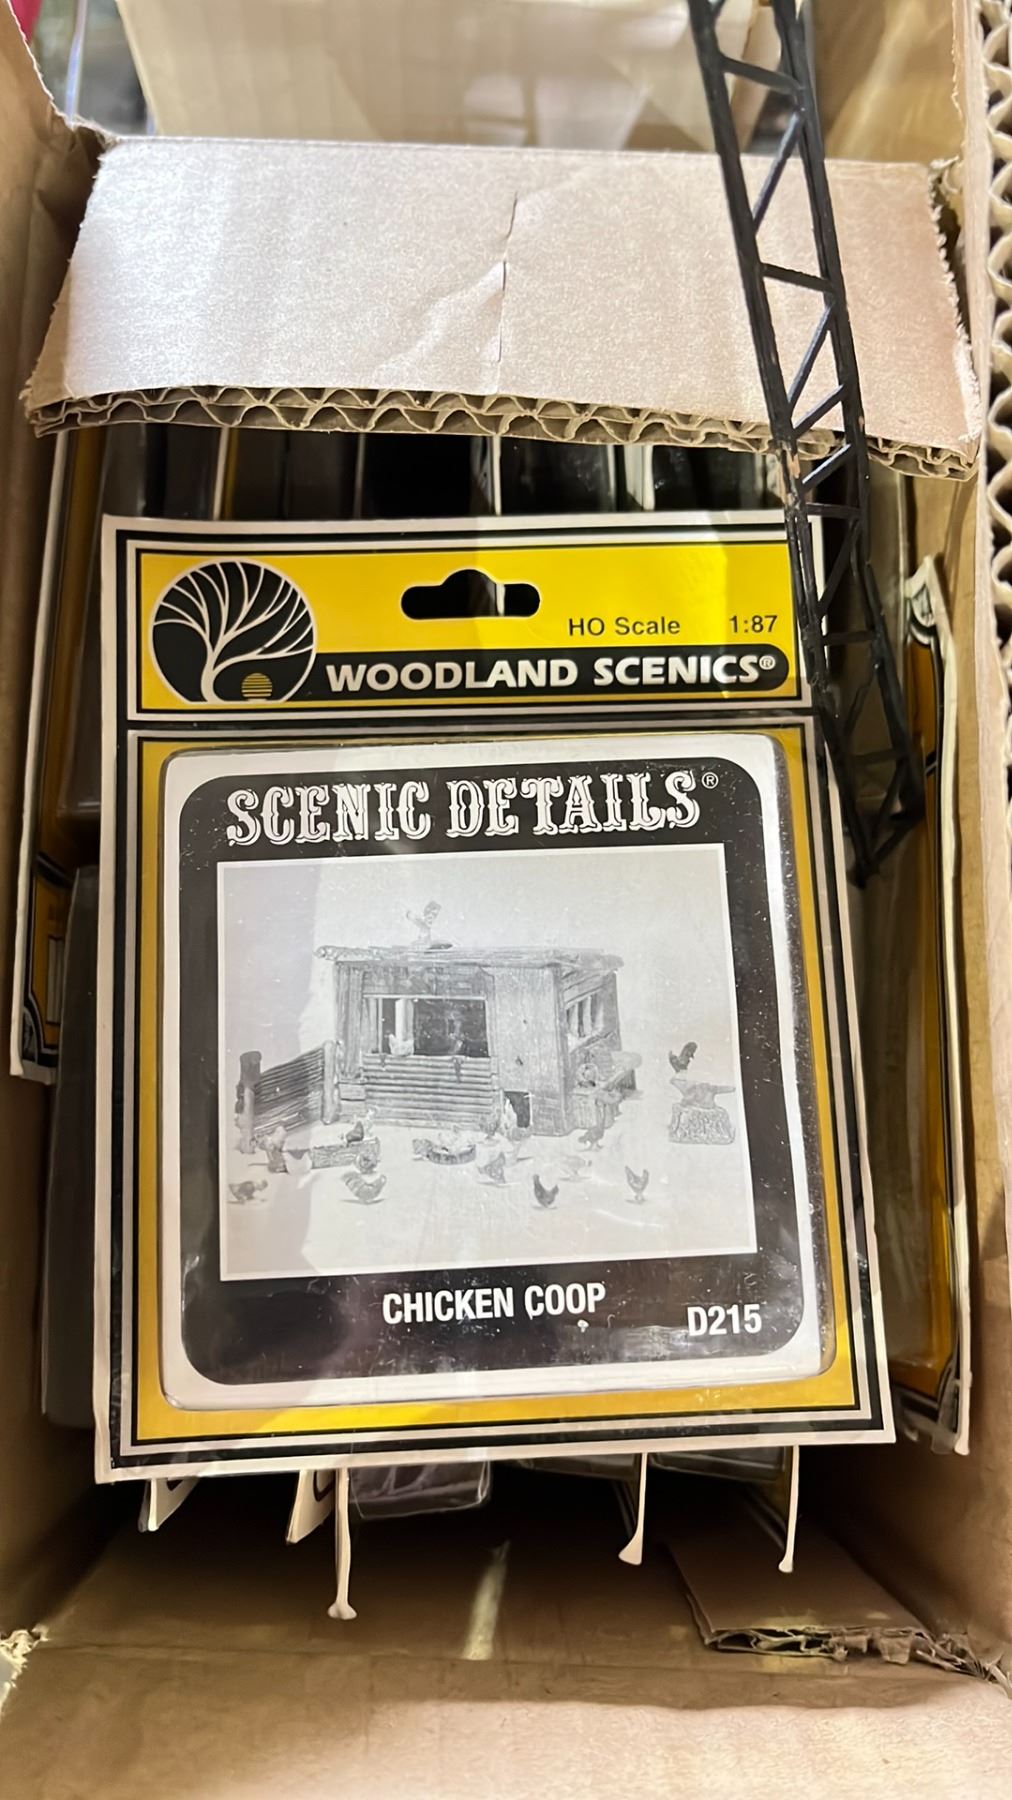 HO Scale 1:87
WOODLAND SCENICS®
SCENIC DETAILS®
CHICKEN COOP
D215